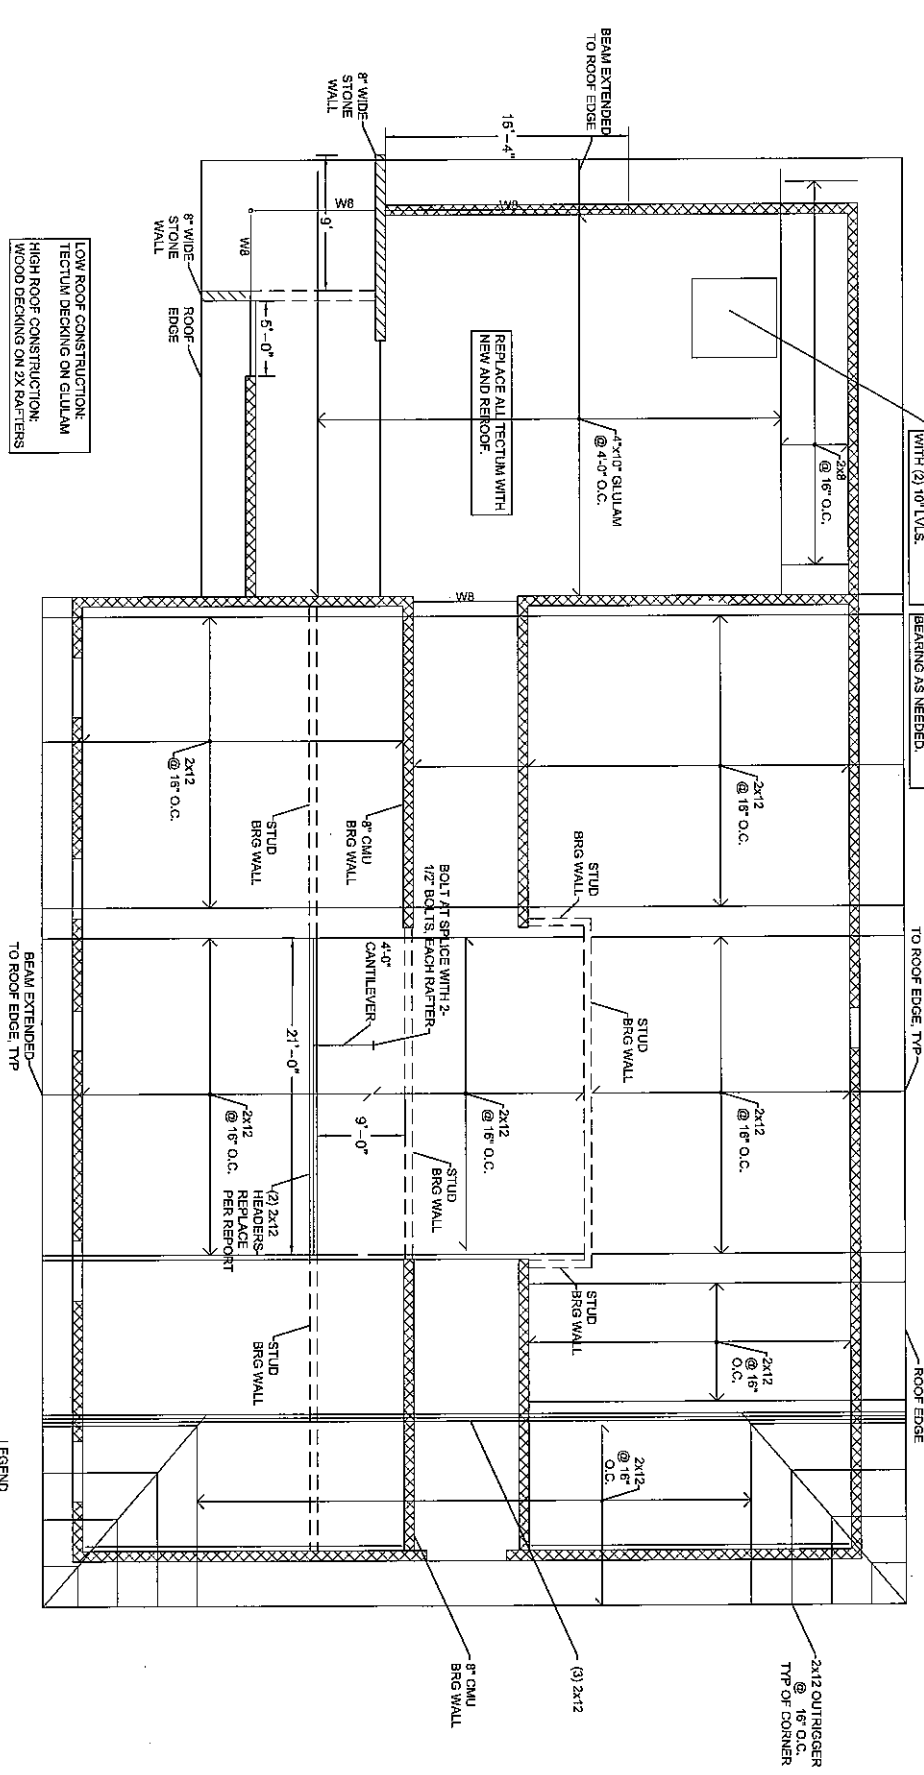 BEAM EXTENDED
TO ROOF EDGE
8" WIDE
STONE
WALL
15'-4"
W8
W8
9'
W8
8" WIDE
STONE
WALL
5'-0"
ROOF
EDGE
LOW ROOF CONSTRUCTION:
TECTUM DECKING ON GLULAM
HIGH ROOF CONSTRUCTION:
WOOD DECKING ON 2X RAFTERS
REPLACE ALL TECTUM WITH
NEW AND REROOF.
4"x10" GLULAM
@ 4'-0" O.C.
2x8
@ 16" O.C.
WITH (2) 10" LVLS.
BEARING AS NEEDED.
W8
2x12
@ 16" O.C.
2x12
@ 16" O.C.
STUD
BRG WALL
8" CMU
BRG WALL
STUD
BRG WALL
BOLT AT SPLICE WITH 2-
1/2" BOLTS, EACH RAFTER
4'-0"
CANTILEVER
STUD
BRG WALL
21'-0"
9'-0"
2x12
@ 16" O.C.
2x12
@ 16" O.C.
2x12
@ 16" O.C.
STUD
BRG WALL
(2) 2x12
HEADERS-
REPLACE
PER REPORT
STUD
BRG WALL
STUD
BRG WALL
2x12
@ 16"
O.C.
2x12
@ 16"
O.C.
BEAM EXTENDED
TO ROOF EDGE, TYP
TO ROOF EDGE, TYP
ROOF EDGE
LEGEND
8" CMU
BRG WALL
(3) 2x12
2x12 OUTRIGGER
@ 16" O.C.
TYP OF CORNER